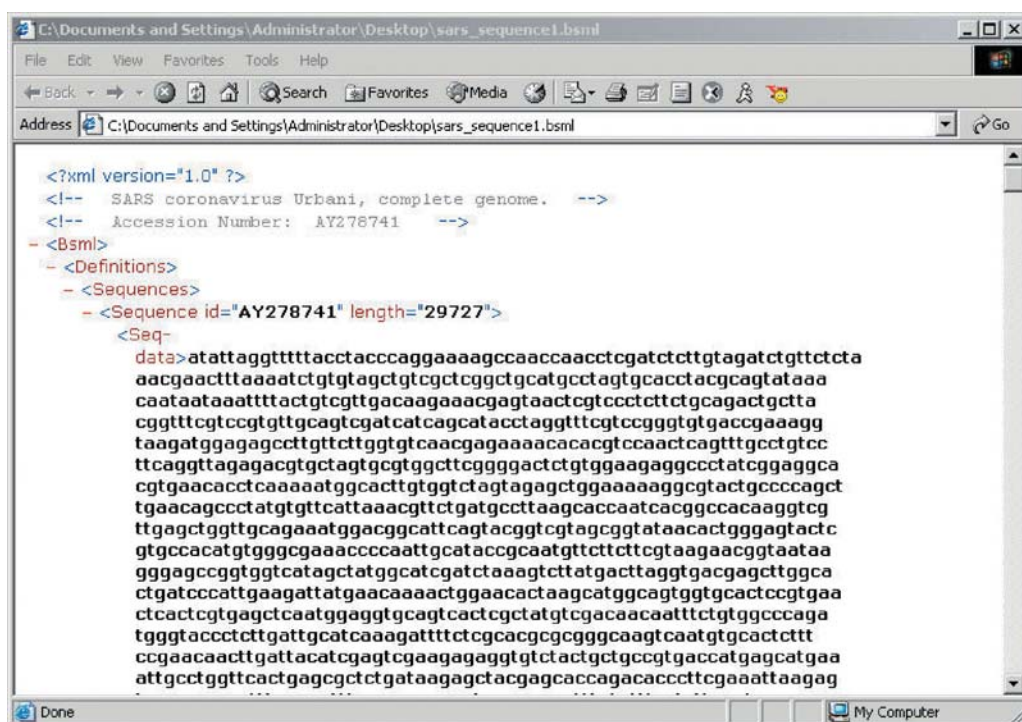 C:\Documents and Settings\Administrator\Desktop\sars_sequence1.bsml
File Edit View Favorites Tools Help
Back Search Favorites Media
Address C:\Documents and Settings\Administrator\Desktop\sars_sequence1.bsml Go
<?xml version="1.0" ?>
<!-- SARS coronavirus Urbani, complete genome. -->
<!-- Accession Number: AY278741 -->
- <Bsml>
- <Definitions>
- <Sequences>
- <Sequence id="AY278741" length="29727">
<Seq-
data>atattaggtttttacctacccaggaaaagccaaccaacctcgatctcttgtagatctgttctcta
aacgaactttaaaatctgtgtagctgtcgctcggctgcatgcctagtgcacctacgcagtataaa
caataataaattttactgtcgttgacaagaaacgagtaactcgtccctcttctgcagactgctta
cggtttcgtccgtgttgcagtcgatcatcagcatacctaggtttcgtccgggtgtgaccgaaagg
taagatggagagccttgttcttggtgtcaacgagaaaacacacgtccaactcagtttgcctgtcc
ttcaggttagagacgtgctagtgcgtggcttcggggactctgtggaagaggccctatcggaggca
cgtgaacacctcaaaaatggcacttgtggtctagtagagctggaaaaaggcgtactgccccagct
tgaacagccctatgtgttcattaaacgttctgatgccttaagcaccaatcacggccacaaggtcg
ttgagctggttgcagaaatggacggcattcagtacggtcgtagcggtataacactgggagtactc
gtgccacatgtgggcgaaaccccaattgcataccgcaatgttcttcttcgtaagaacggtaataa
gggagccggtggtcatagctatggcatcgatctaaagtcttatgacttaggtgacgagcttggca
ctgatcccattgaagattatgaacaaaactggaacactaagcatggcagtggtgcactccgtgaa
ctcactcgtgagctcaatggaggtgcagtcactcgctatgtcgacaacaatttctgtggcccaga
tgggtaccctcttgattgcatcaaagattttctcgcacgcgcgggcaagtcaatgtgcactcttt
ccgaacaacttgattacatcgagtcgaagagaggtgtctactgctgccgtgaccatgagcatgaa
attgcctggttcactgagcgctctgataagagctacgagcaccagacacccttcgaaattaagag
Done My Computer